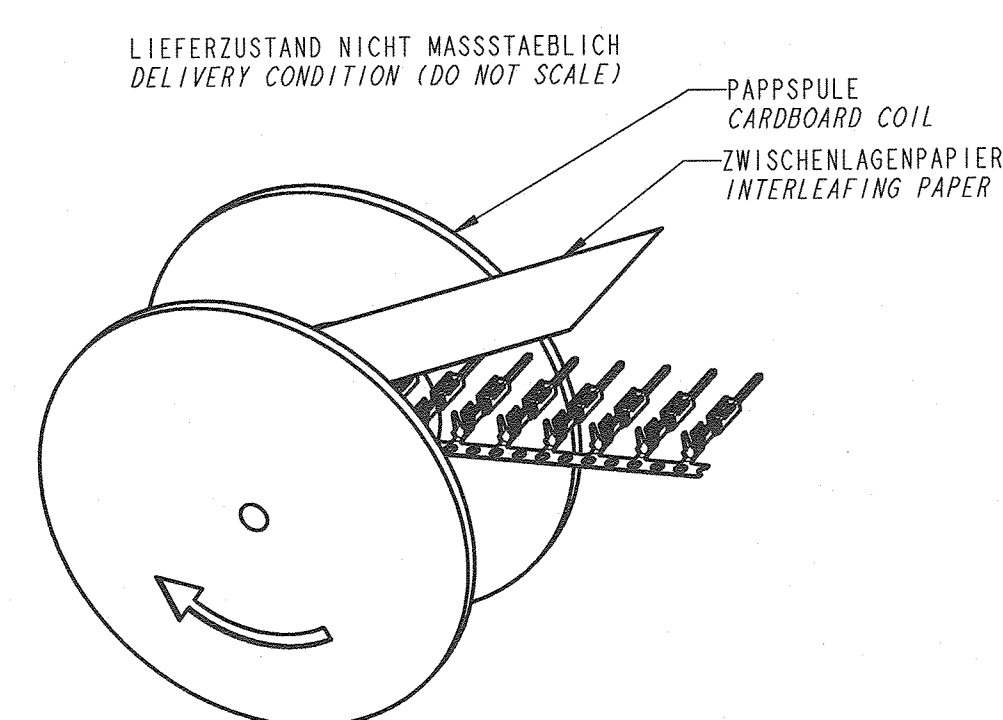 LIEFERZUSTAND NICHT MASSSTAEBLICH
DELIVERY CONDITION (DO NOT SCALE)
PAPPSPULE
CARDBOARD COIL
ZWISCHENLAGENPAPIER
INTERLEAFING PAPER